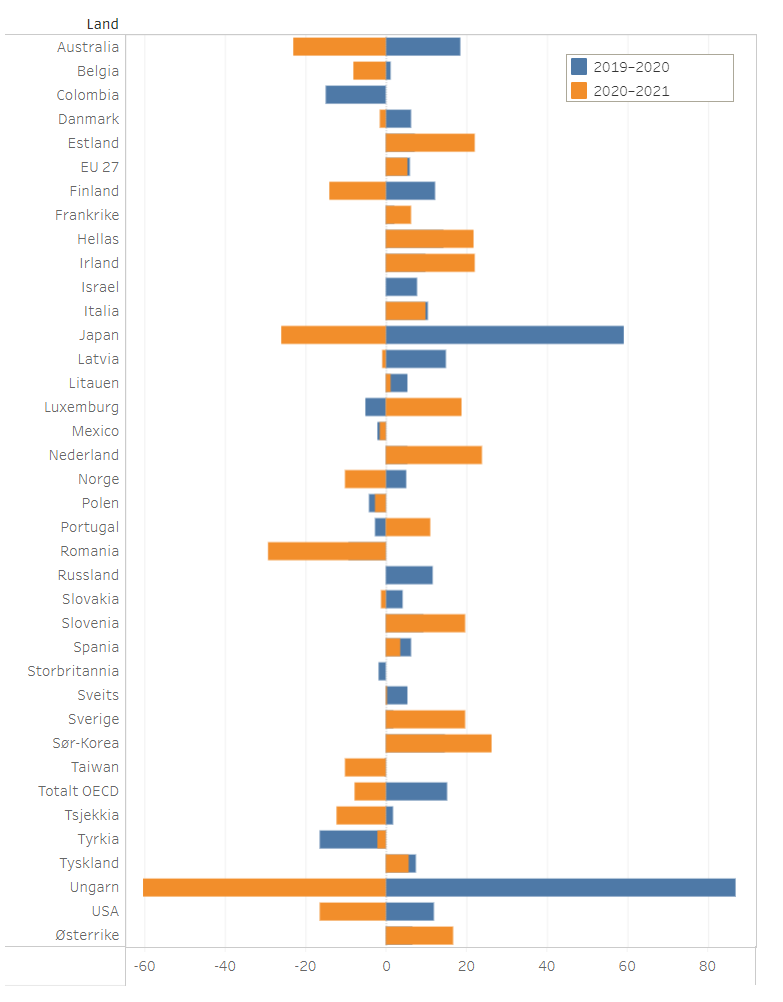 Land
Australia
2019–2020
Belgia
2020–2021
Colombia
Danmark
Estland
EU 27
Finland
Frankrike
Hellas
Irland
Israel
Italia
Japan
Latvia
Litauen
Luxemburg
Mexico
Nederland
Norge
Polen
Portugal
Romania
Russland
Slovakia
Slovenia
Spania
Storbritannia
Sveits
Sverige
Sør-Korea
Taiwan
Totalt OECD
Tsjekkia
Tyrkia
Tyskland
Ungarn
USA
Østerrike
-60 -40 -20 0 20 40 60 80